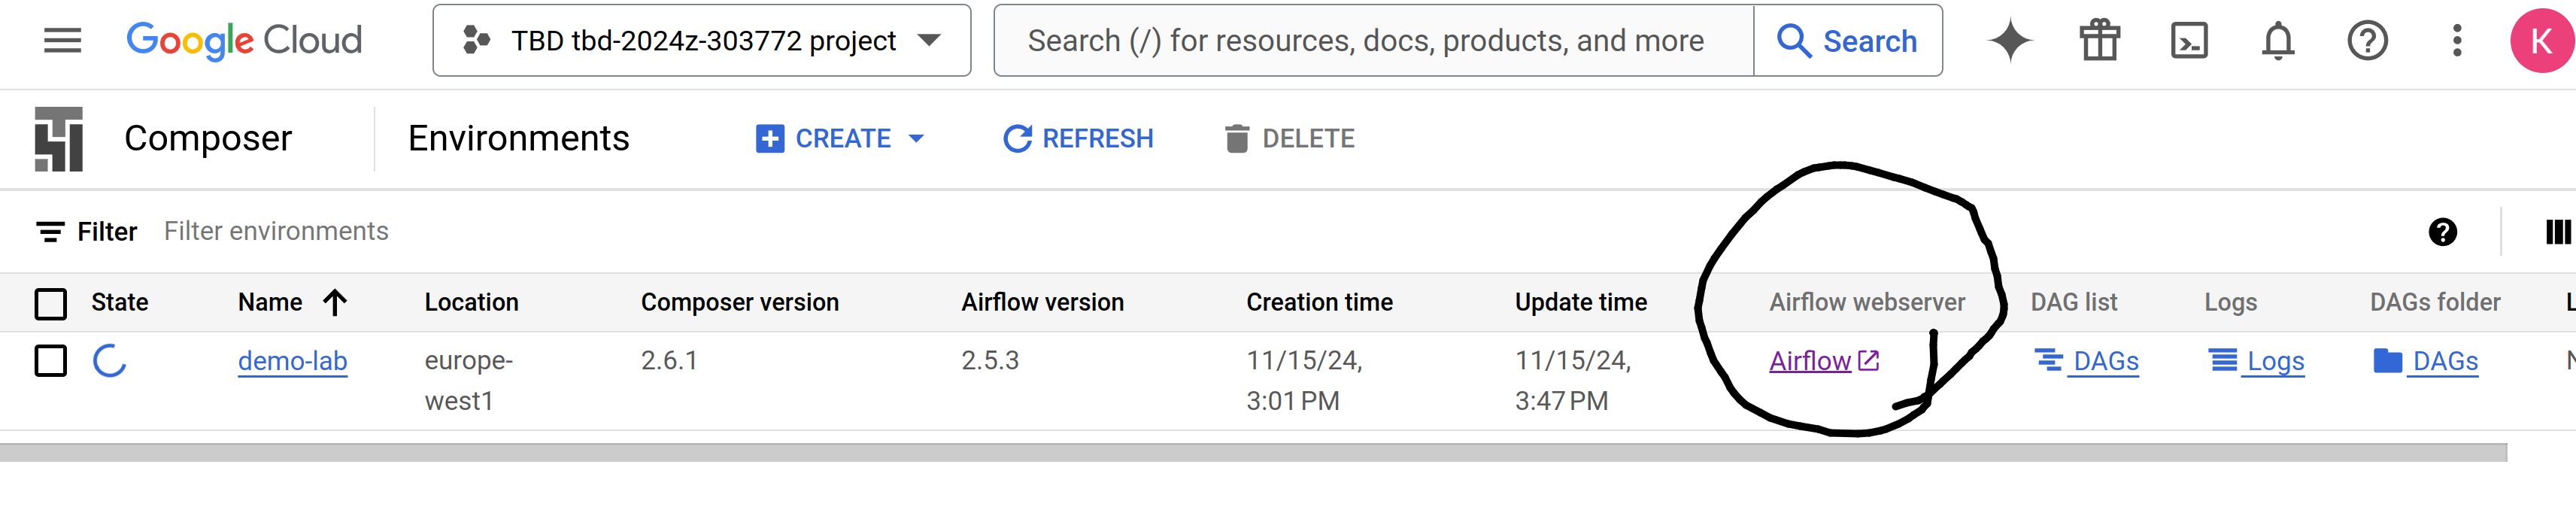 Google Cloud
TBD tbd-2024z-303772 project
Search (/) for resources, docs, products, and more
Search
K
Composer
Environments
CREATE
REFRESH
DELETE
Filter
Filter environments
State Name Location Composer version Airflow version Creation time Update time Airflow webserver DAG list Logs DAGs folder
demo-lab europe- 2.6.1 2.5.3 11/15/24, 11/15/24, Airflow DAGs Logs DAGs
west1 3:01 PM 3:47 PM